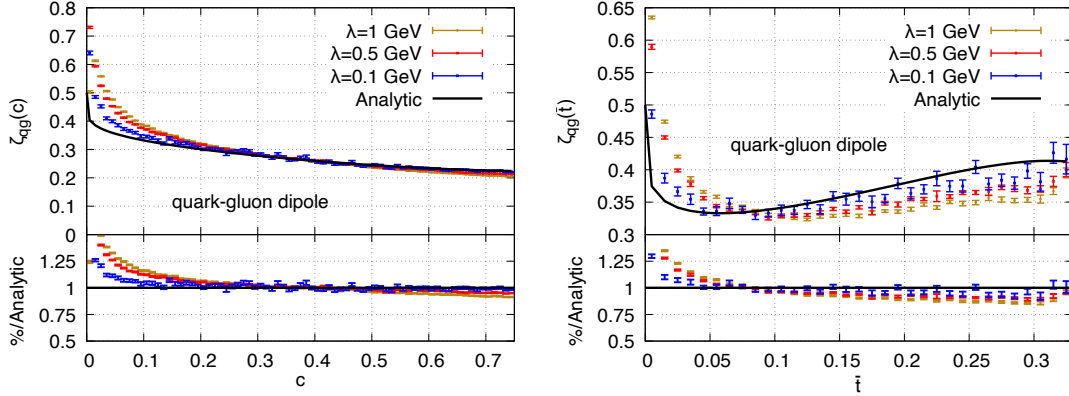 0.8
0.7
0.6
0.5
0.4
0.3
0.2
0.1
0
ζqg(c)
λ=1 GeV
λ=0.5 GeV
λ=0.1 GeV
Analytic
quark-gluon dipole
1.25
1
0.75
0.5
%/Analytic
0 0.1 0.2 0.3 0.4 0.5 0.6 0.7
c
0.65
0.6
0.55
0.5
0.45
0.4
0.35
0.3
ζqg(t̄)
λ=1 GeV
λ=0.5 GeV
λ=0.1 GeV
Analytic
quark-gluon dipole
1.25
1
0.75
0.5
%/Analytic
0 0.05 0.1 0.15 0.2 0.25 0.3
t̄